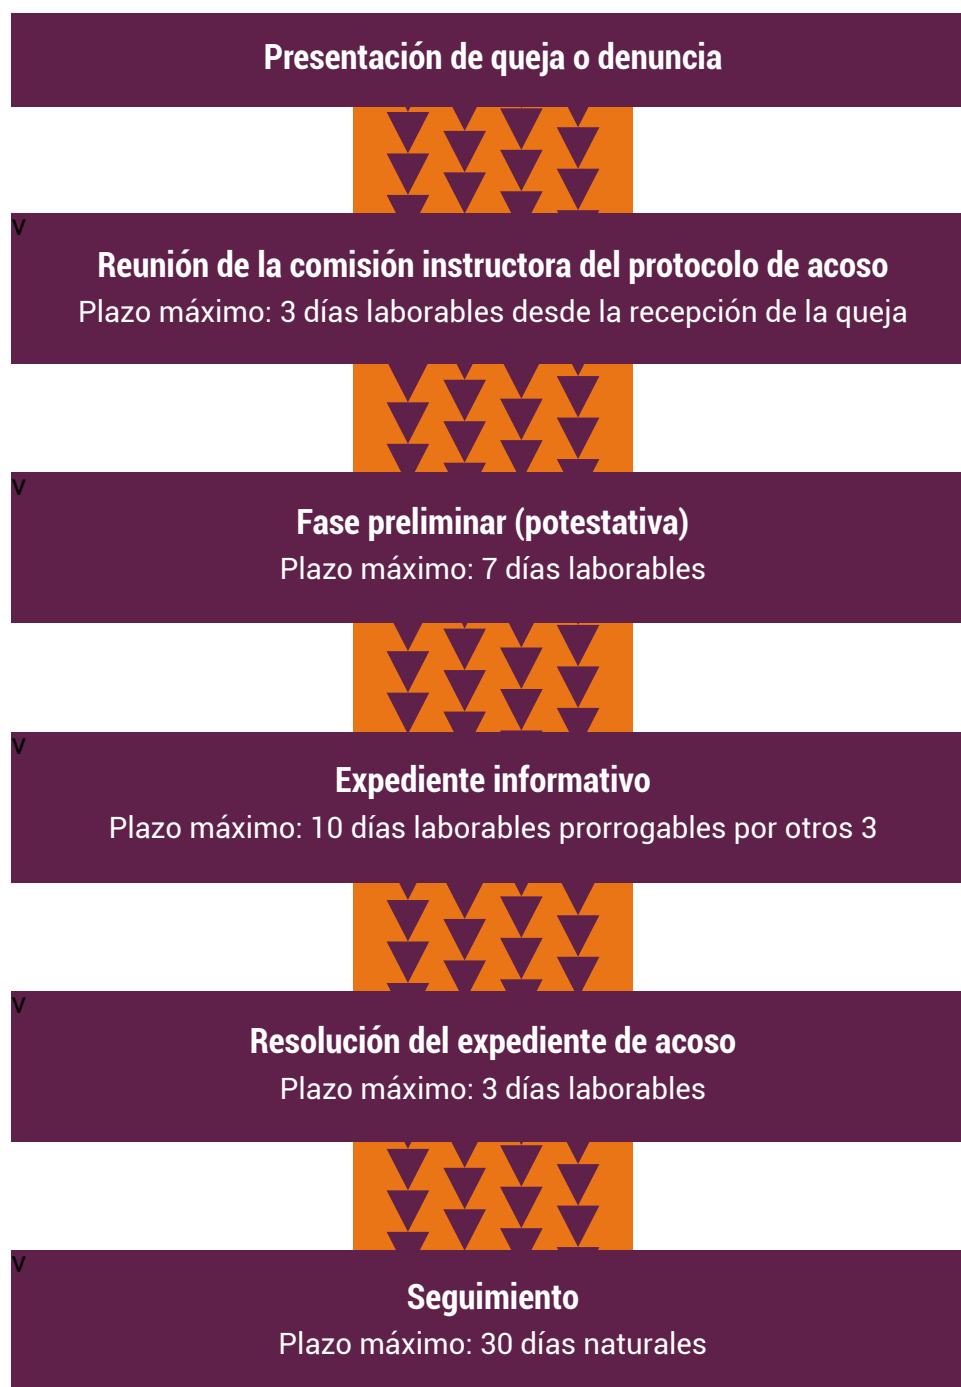 Presentación de queja o denuncia
v
Reunión de la comisión instructora del protocolo de acoso
Plazo máximo: 3 días laborables desde la recepción de la queja
v
Fase preliminar (potestativa)
Plazo máximo: 7 días laborables
v
Expediente informativo
Plazo máximo: 10 días laborables prorrogables por otros 3
v
Resolución del expediente de acoso
Plazo máximo: 3 días laborables
v
Seguimiento
Plazo máximo: 30 días naturales